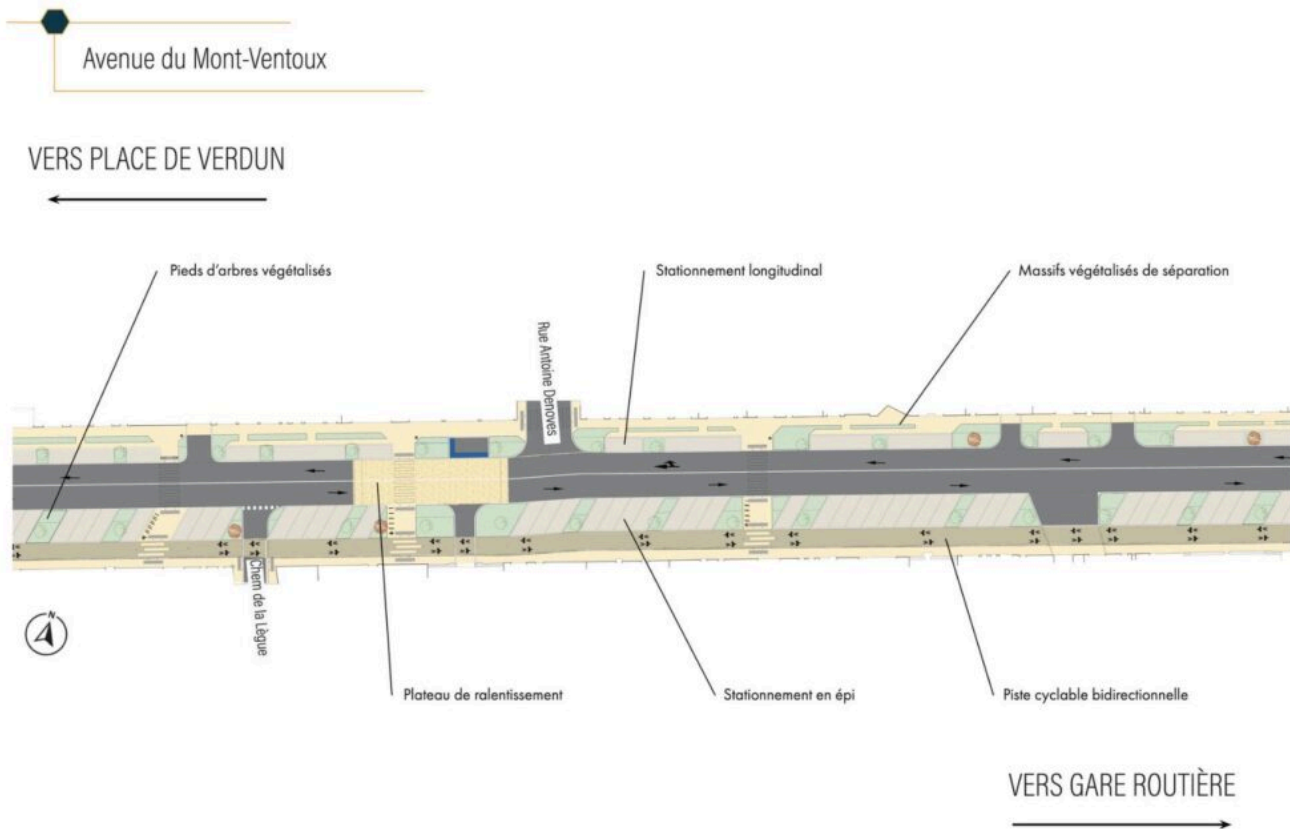 Avenue du Mont-Ventoux
VERS PLACE DE VERDUN
Pieds d'arbres végétalisés
Stationnement longitudinal
Massifs végétalisés de séparation
Rue Antoine Denoves
Chem de la Lègue
N
Plateau de ralentissement
Stationnement en épi
Piste cyclable bidirectionnelle
VERS GARE ROUTIÈRE